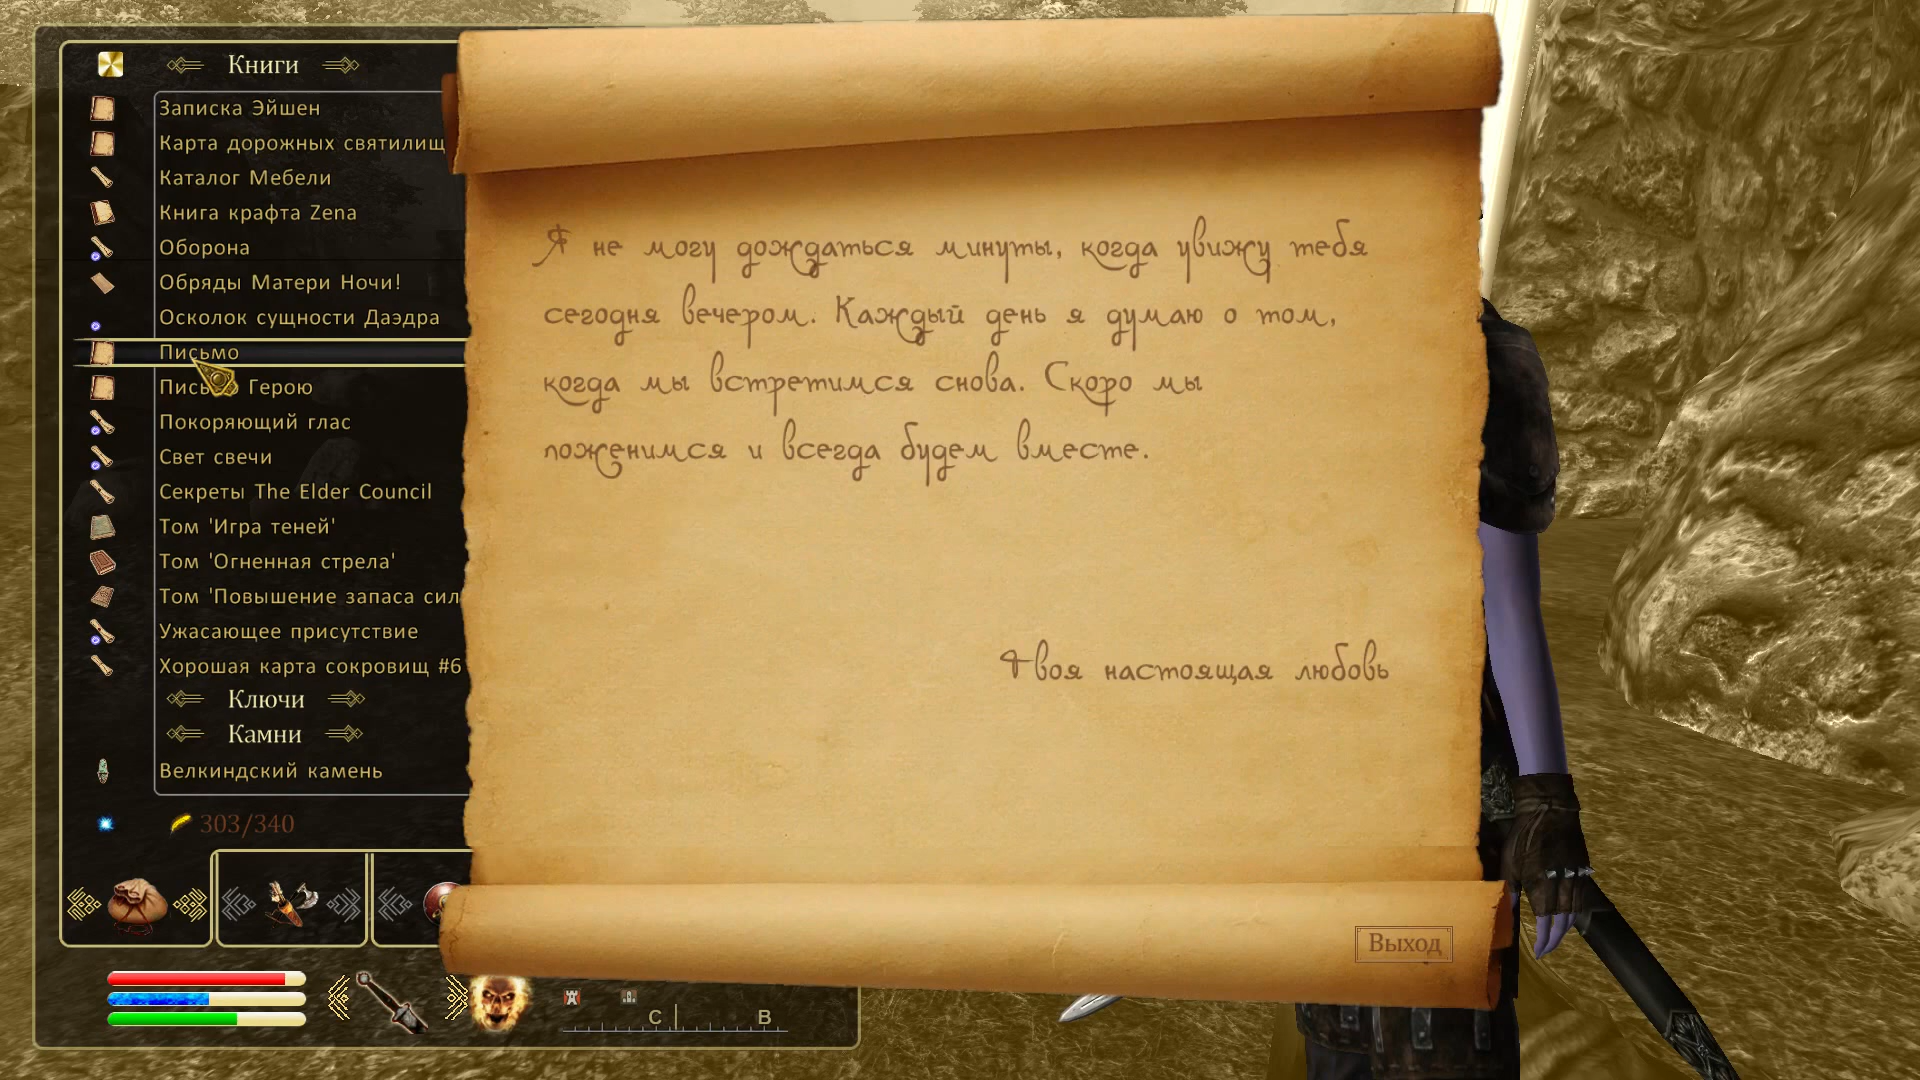 Книги
Записка Эйшен
Карта дорожных святилищ
Каталог Мебели
Книга крафта Zena
Оборона
Обряды Матери Ночи!
Осколок сущности Даэдра
Письмо
Герою
Покоряющий глас
Свет свечи
Секреты The Elder Council
Том 'Игра теней'
Том 'Огненная стрела'
Том 'Повышение запаса сил
Ужасающее присутствие
Хорошая карта сокровищ #6
Ключи
Камни
Велкиндский камень
303/340
С В
Я не могу дождаться минуты, когда увижу тебя
сегодня вечером. Каждый день я думаю о том,
когда мы встретимся снова. Скоро мы
поженимся и всегда будем вместе.
Твоя настоящая любовь
Выход